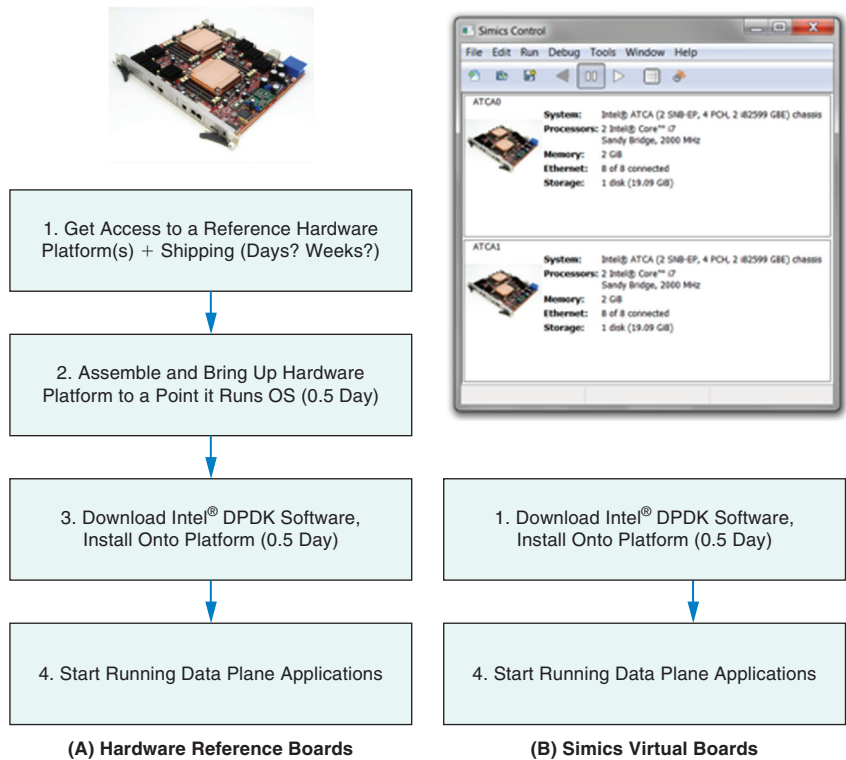 1. Get Access to a Reference Hardware
Platform(s) + Shipping (Days? Weeks?)
2. Assemble and Bring Up Hardware
Platform to a Point it Runs OS (0.5 Day)
3. Download Intel® DPDK Software,
Install Onto Platform (0.5 Day)
4. Start Running Data Plane Applications
(A) Hardware Reference Boards
Simics Control
File Edit Run Debug Tools Window Help
ATCA0
System: Intel® ATCA (2 SNB-EP, 4 PCH, 2 i82599 GBE) chassis
Processors: 2 Intel® Core™ i7
Sandy Bridge, 2000 MHz
Memory: 2 GiB
Ethernet: 8 of 8 connected
Storage: 1 disk (19.09 GiB)
ATCA1
System: Intel® ATCA (2 SNB-EP, 4 PCH, 2 i82599 GBE) chassis
Processors: 2 Intel® Core™ i7
Sandy Bridge, 2000 MHz
Memory: 2 GiB
Ethernet: 8 of 8 connected
Storage: 1 disk (19.09 GiB)
1. Download Intel® DPDK Software,
Install Onto Platform (0.5 Day)
4. Start Running Data Plane Applications
(B) Simics Virtual Boards